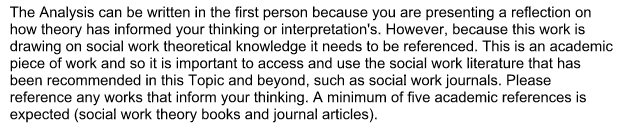 The Analysis can be written in the first person because you are presenting a reflection on
how theory has informed your thinking or interpretation's. However, because this work is
drawing on social work theoretical knowledge it needs to be referenced. This is an academic
piece of work and so it is important to access and use the social work literature that has
been recommended in this Topic and beyond, such as social work journals. Please
reference any works that inform your thinking. A minimum of five academic references is
expected (social work theory books and journal articles).